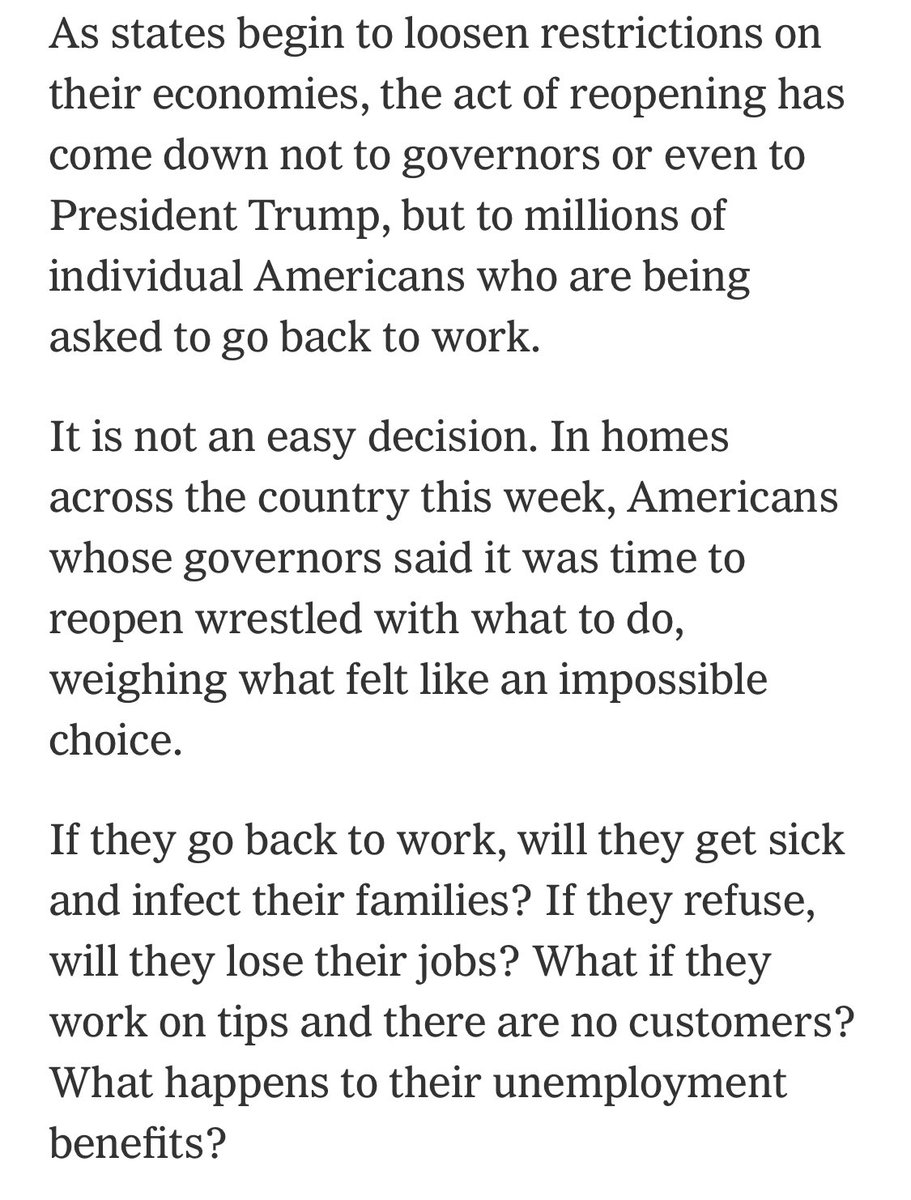 As states begin to loosen restrictions on
their economies, the act of reopening has
come down not to governors or even to
President Trump, but to millions of
individual Americans who are being
asked to go back to work.
It is not an easy decision. In homes
across the country this week, Americans
whose governors said it was time to
reopen wrestled with what to do,
weighing what felt like an impossible
choice.
If they go back to work, will they get sick
and infect their families? If they refuse,
will they lose their jobs? What if they
work on tips and there are no customers?
What happens to their unemployment
benefits?